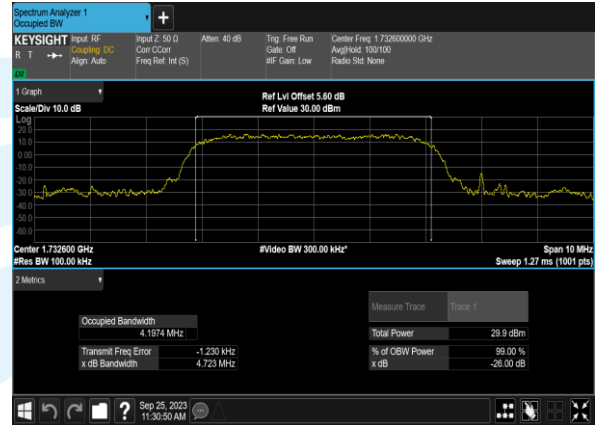 Spectrum Analyzer 1
Occupied BW
KEYSIGHT
R T
LXI
Input: RF
Coupling: DC
Align: Auto
Input Z: 50 Ω
Corr CCorr
Freq Ref: Int (S)
Atten: 40 dB
Trig: Free Run
Gate: Off
#IF Gain: Low
Center Freq: 1.732600000 GHz
Avg|Hold: 100/100
Radio Std: None
1 Graph
Scale/Div 10.0 dB
Ref Lvl Offset 5.60 dB
Ref Value 30.00 dBm
Log
20.0
10.0
0.00
-10.0
-20.0
-30.0
-40.0
-50.0
-60.0
Center 1.732600 GHz
#Res BW 100.00 kHz
#Video BW 300.00 kHz*
Span 10 MHz
Sweep 1.27 ms (1001 pts)
2 Metrics
Measure Trace Trace 1
Occupied Bandwidth
4.1974 MHz
Total Power 29.9 dBm
Transmit Freq Error -1.230 kHz
% of OBW Power 99.00 %
x dB Bandwidth 4.723 MHz
x dB -26.00 dB
?
Sep 25, 2023
11:30:50 AM